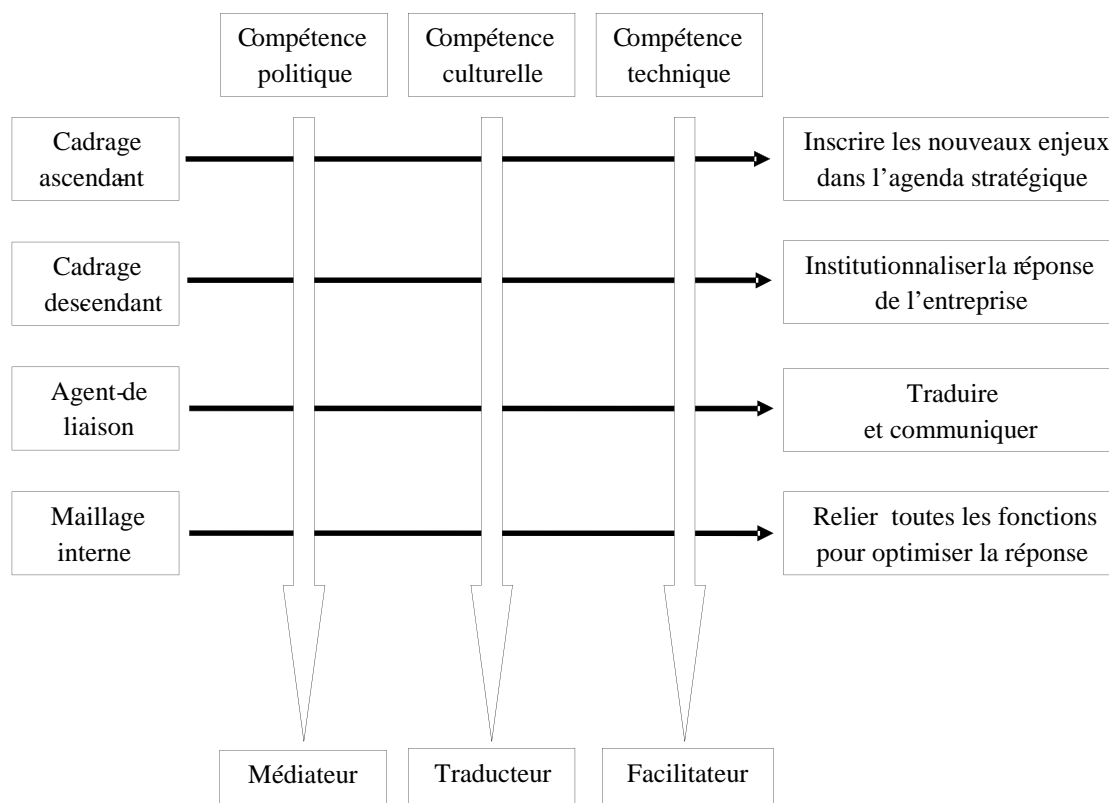 Compétence
politique
Compétence
culturelle
Compétence
technique
Cadrage
ascendant
Inscrire les nouveaux enjeux
dans l’agenda stratégique
Cadrage
descendant
Institutionnaliser la réponse
de l’entreprise
Agent-de
liaison
Traduire
et communiquer
Maillage
interne
Relier toutes les fonctions
pour optimiser la réponse
Médiateur
Traducteur
Facilitateur